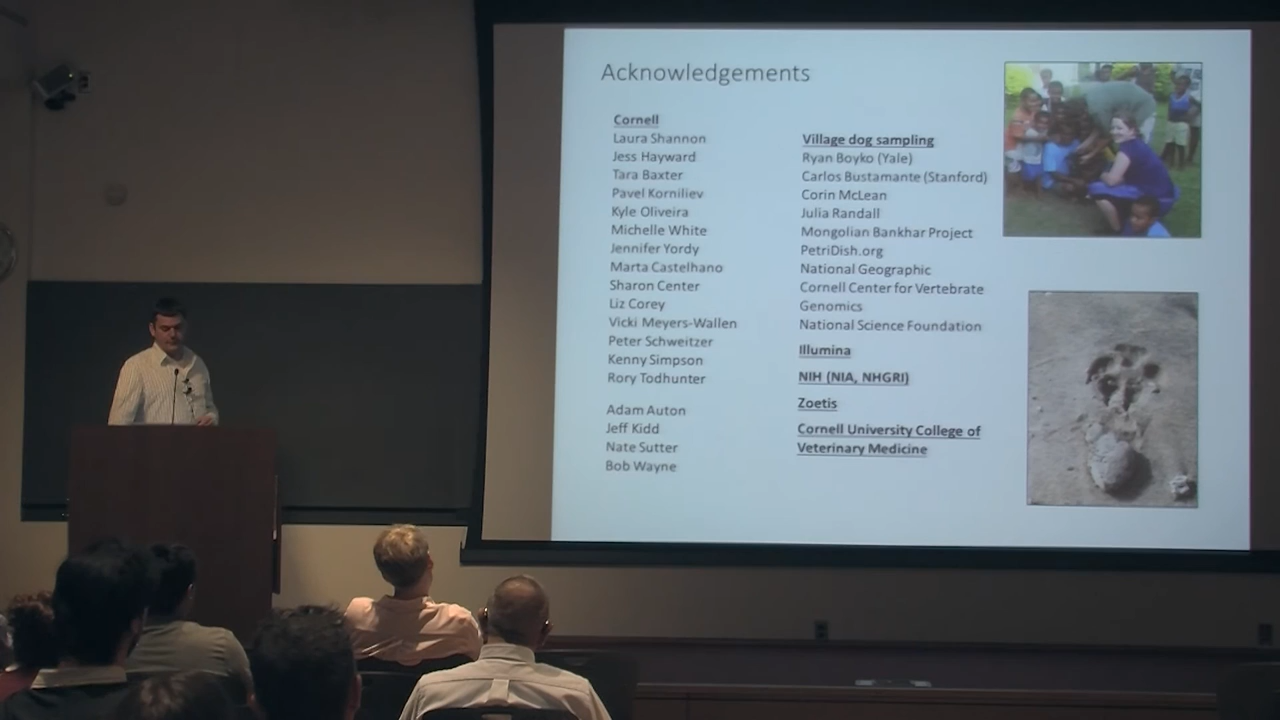 Acknowledgements
Cornell
Laura Shannon
Jess Hayward
Tara Baxter
Pavel Korniliev
Kyle Oliveira
Michelle White
Jennifer Yordy
Marta Castelhano
Sharon Center
Liz Corey
Vicki Meyers-Wallen
Peter Schweitzer
Kenny Simpson
Rory Todhunter
Adam Auton
Jeff Kidd
Nate Sutter
Bob Wayne
Village dog sampling
Ryan Boyko (Yale)
Carlos Bustamante (Stanford)
Corin McLean
Julia Randall
Mongolian Bankhar Project
PetriDish.org
National Geographic
Cornell Center for Vertebrate
Genomics
National Science Foundation
Illumina
NIH (NIA, NHGRI)
Zoetis
Cornell University College of
Veterinary Medicine